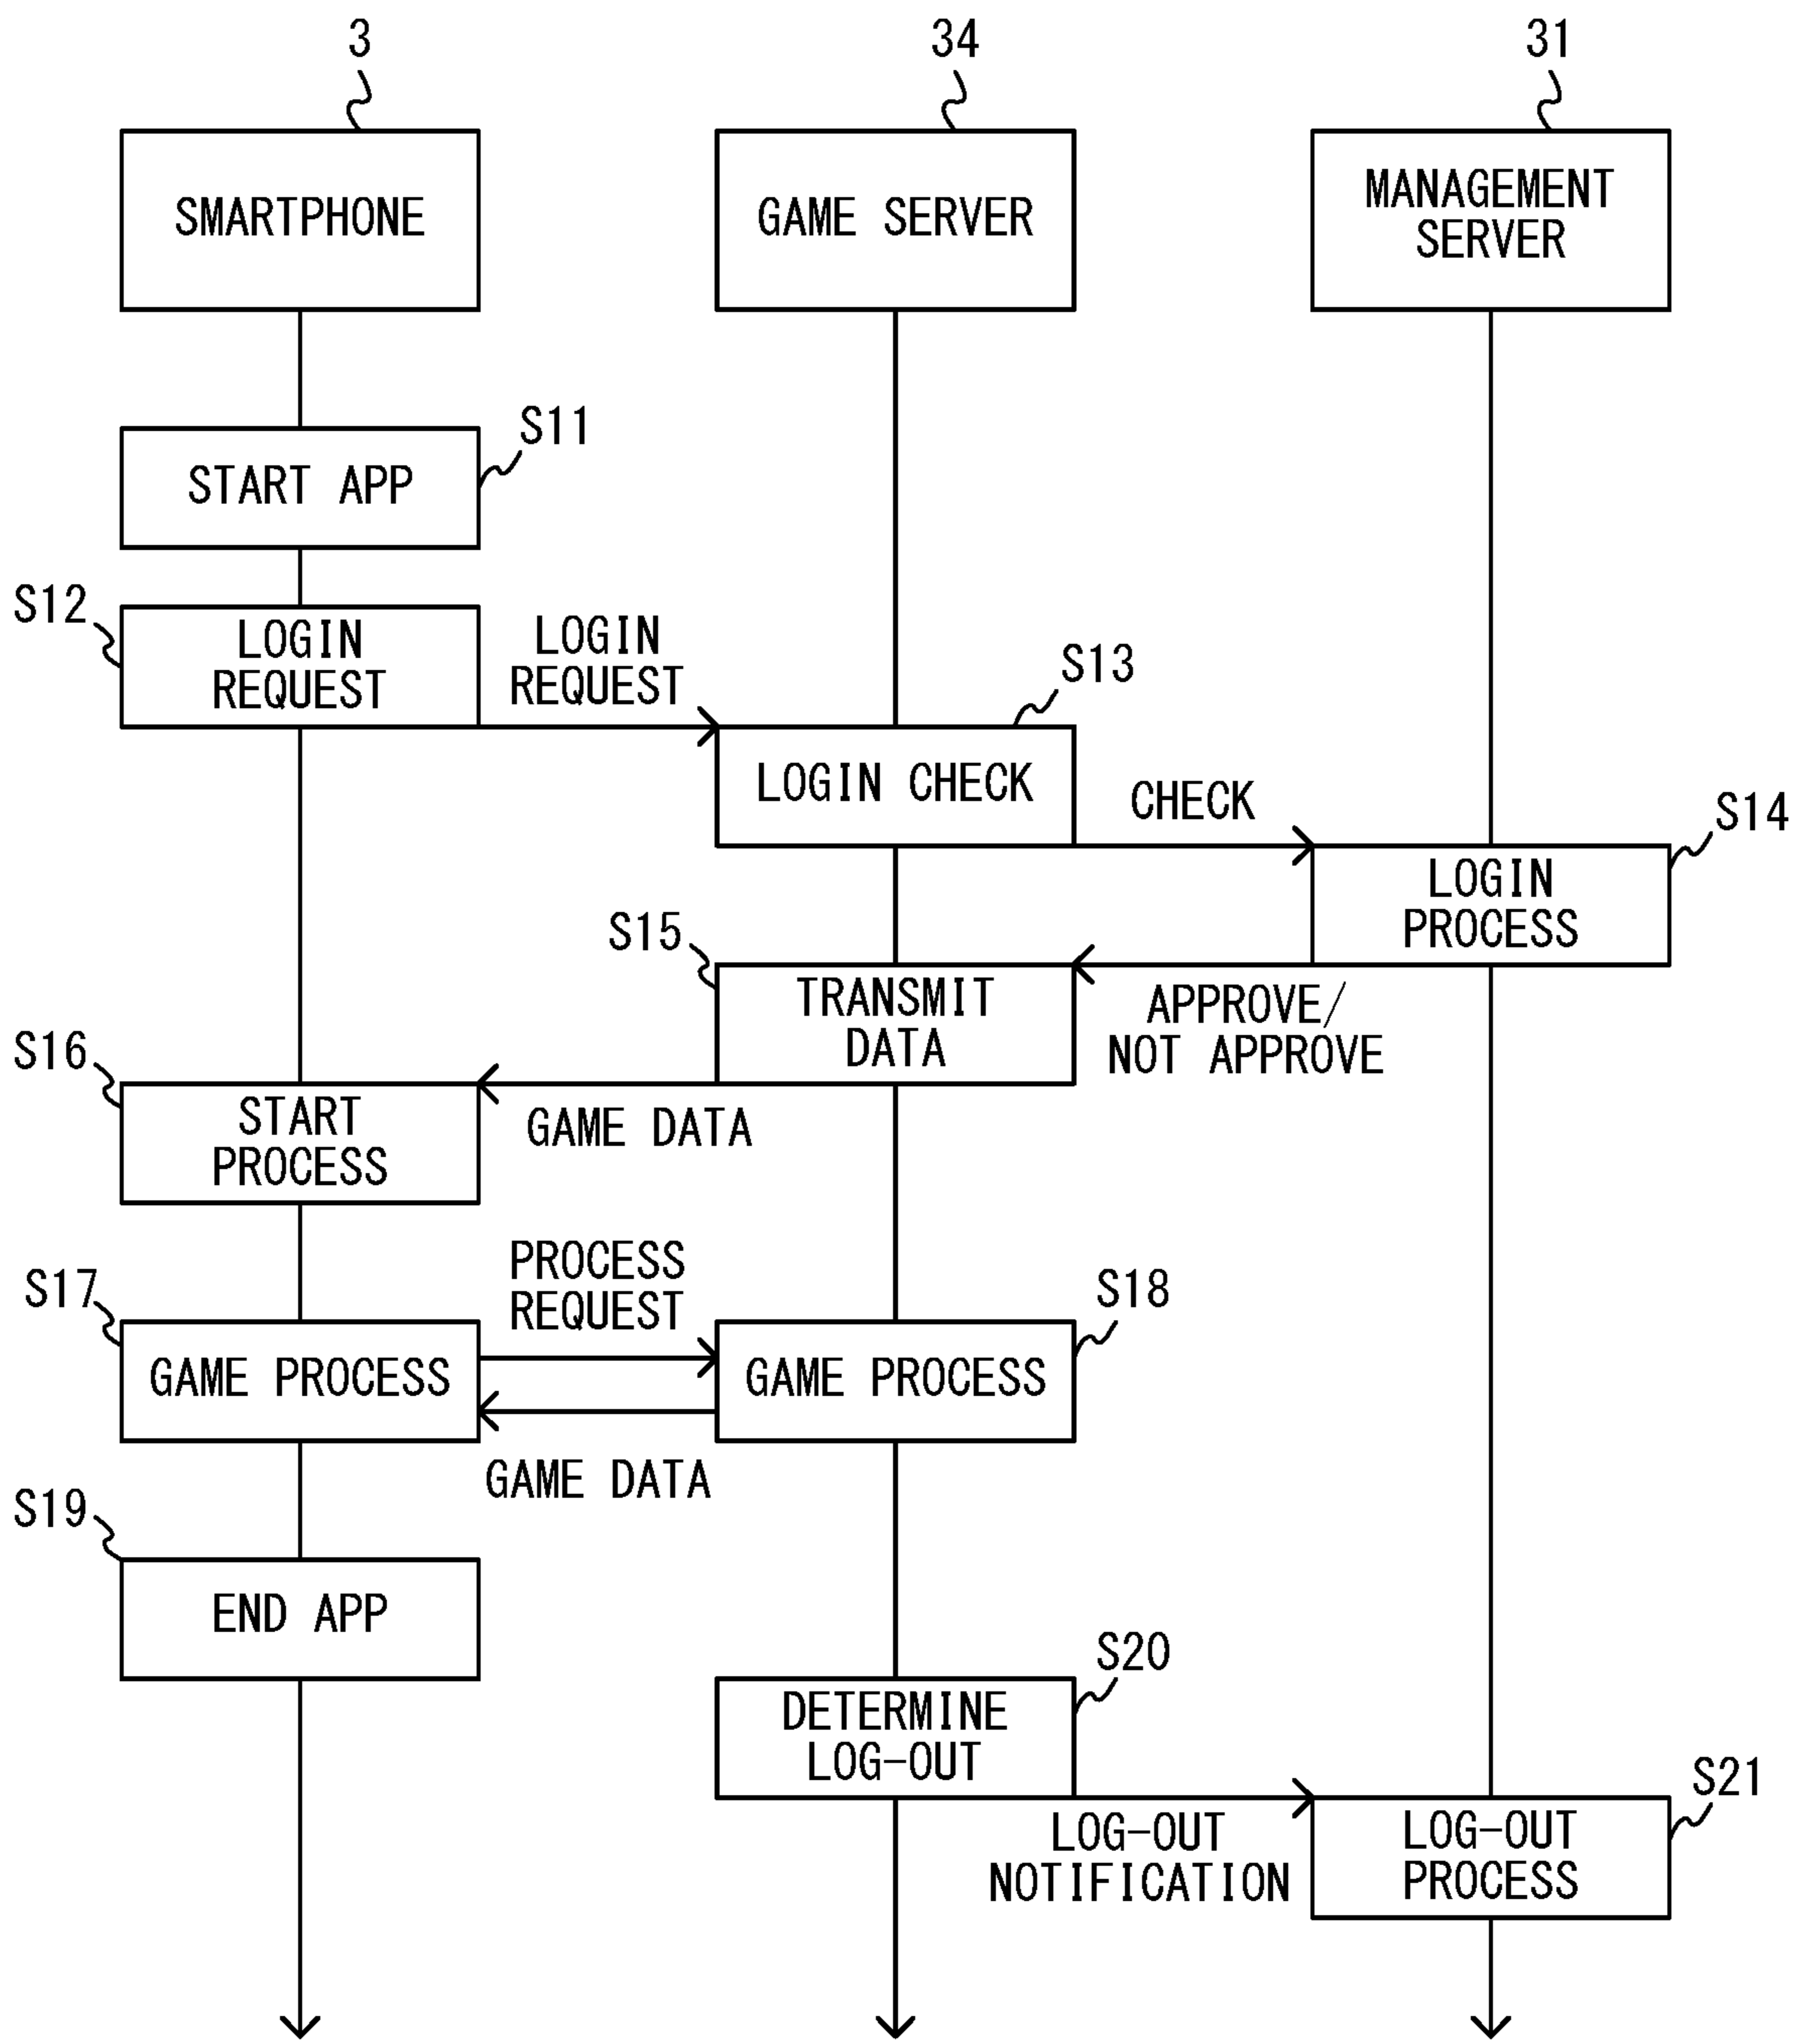 3
34
31
SMARTPHONE
GAME SERVER
MANAGEMENT
SERVER
S11
START APP
S12
LOGIN
REQUEST
LOGIN
REQUEST
S13
LOGIN CHECK
CHECK
S14
LOGIN
PROCESS
S15
TRANSMIT
DATA
APPROVE/
NOT APPROVE
S16
START
PROCESS
GAME DATA
S17
GAME PROCESS
PROCESS
REQUEST
S18
GAME PROCESS
GAME DATA
S19
END APP
S20
DETERMINE
LOG-OUT
LOG-OUT
NOTIFICATION
S21
LOG-OUT
PROCESS